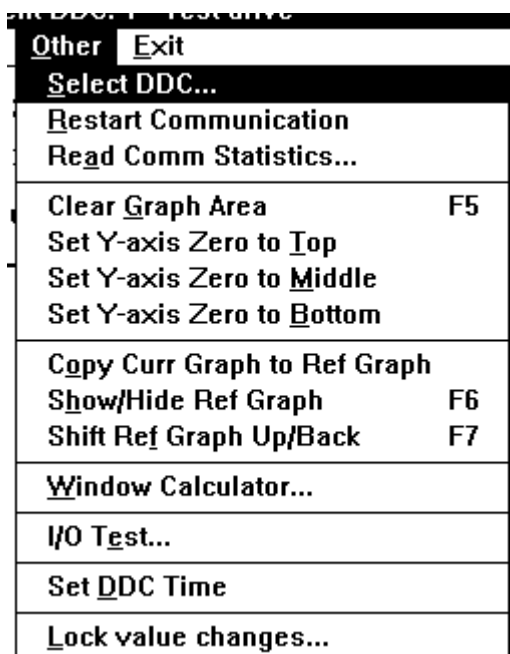 Other Exit
Select DDC...
Restart Communication
Read Comm Statistics...
Clear Graph Area F5
Set Y-axis Zero to Top
Set Y-axis Zero to Middle
Set Y-axis Zero to Bottom
Copy Curr Graph to Ref Graph
Show/Hide Ref Graph F6
Shift Ref Graph Up/Back F7
Window Calculator...
I/O Test...
Set DDC Time
Lock value changes...